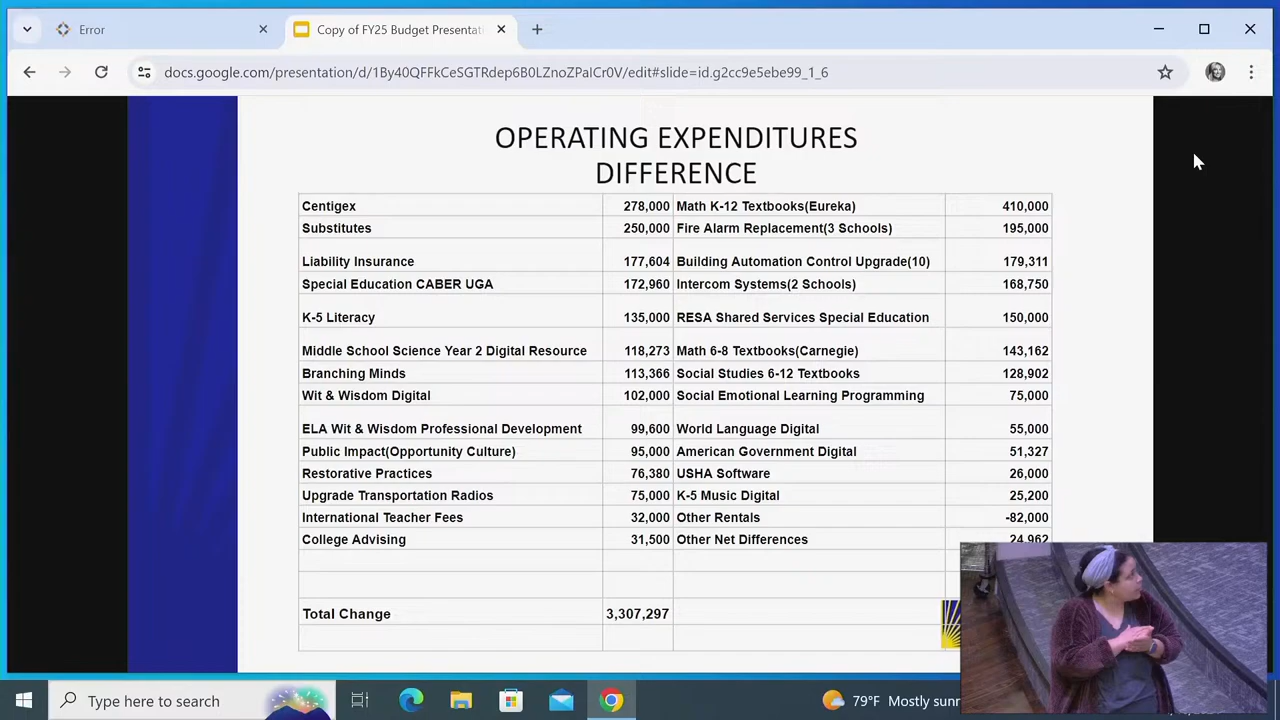 Error
Copy of FY25 Budget Presentati
docs.google.com/presentation/d/1By40QFFkCeSGTRdep6B0LZnoZPaICr0V/edit#slide=id.g2cc9e5ebe99_1_6
OPERATING EXPENDITURES
DIFFERENCE
Centigex 278,000 Math K-12 Textbooks(Eureka) 410,000
Substitutes 250,000 Fire Alarm Replacement(3 Schools) 195,000
Liability Insurance 177,604 Building Automation Control Upgrade(10) 179,311
Special Education CABER UGA 172,960 Intercom Systems(2 Schools) 168,750
K-5 Literacy 135,000 RESA Shared Services Special Education 150,000
Middle School Science Year 2 Digital Resource 118,273 Math 6-8 Textbooks(Carnegie) 143,162
Branching Minds 113,366 Social Studies 6-12 Textbooks 128,902
Wit & Wisdom Digital 102,000 Social Emotional Learning Programming 75,000
ELA Wit & Wisdom Professional Development 99,600 World Language Digital 55,000
Public Impact(Opportunity Culture) 95,000 American Government Digital 51,327
Restorative Practices 76,380 USHA Software 26,000
Upgrade Transportation Radios 75,000 K-5 Music Digital 25,200
International Teacher Fees 32,000 Other Rentals -82,000
College Advising 31,500 Other Net Differences 24,962
Total Change 3,307,297
Type here to search
79°F Mostly sunn